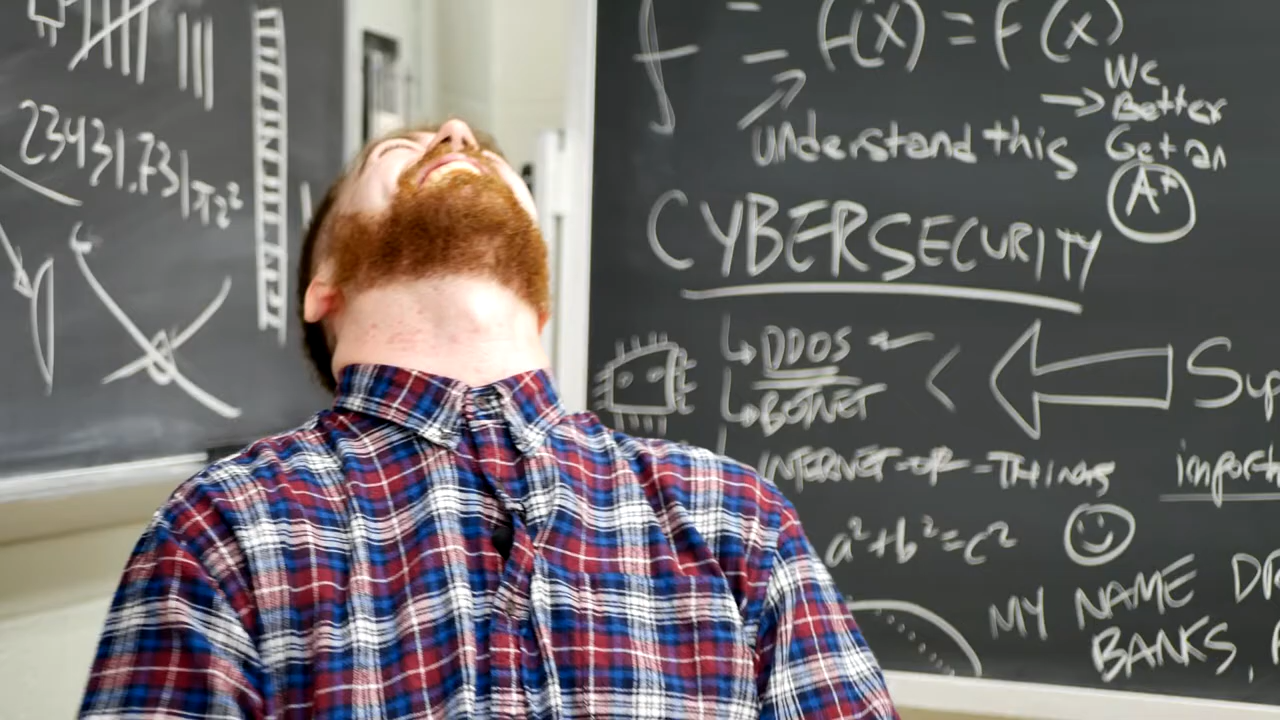 23431.73
f(x) = F(x)
understand this
We
→ Better
Get an
A+
CYBERSECURITY
DDOS
BOTNET
INTERNET-OF-THINGS
a²+b²=c²
MY NAME
BANKS,